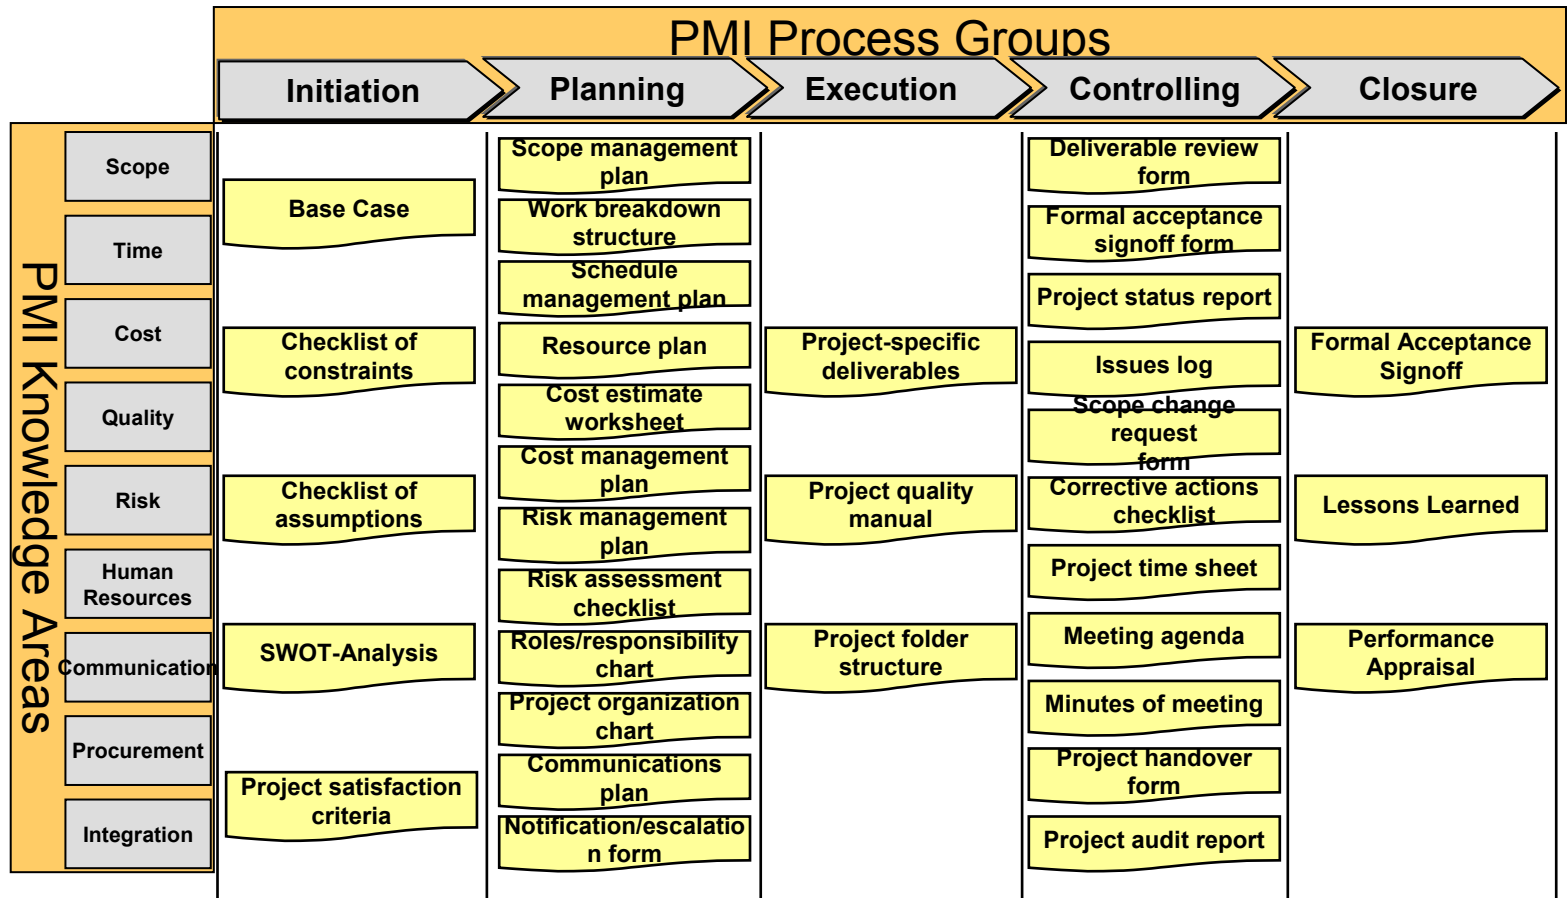 PMI Process Groups
Initiation
Planning
Execution
Controlling
Closure
PMI Knowledge Areas
Scope
Time
Cost
Quality
Risk
Human
Resources
Communication
Procurement
Integration
Base Case
Checklist of
constraints
Checklist of
assumptions
SWOT-Analysis
Project satisfaction
criteria
Scope management
plan
Work breakdown
structure
Schedule
management plan
Resource plan
Cost estimate
worksheet
Cost management
plan
Risk management
plan
Risk assessment
checklist
Roles/responsibility
chart
Project organization
chart
Communications
plan
Notification/escalatio
n form
Project-specific
deliverables
Project quality
manual
Project folder
structure
Deliverable review
form
Formal acceptance
signoff form
Project status report
Issues log
Scope change
request
form
Corrective actions
checklist
Project time sheet
Meeting agenda
Minutes of meeting
Project handover
form
Project audit report
Formal Acceptance
Signoff
Lessons Learned
Performance
Appraisal